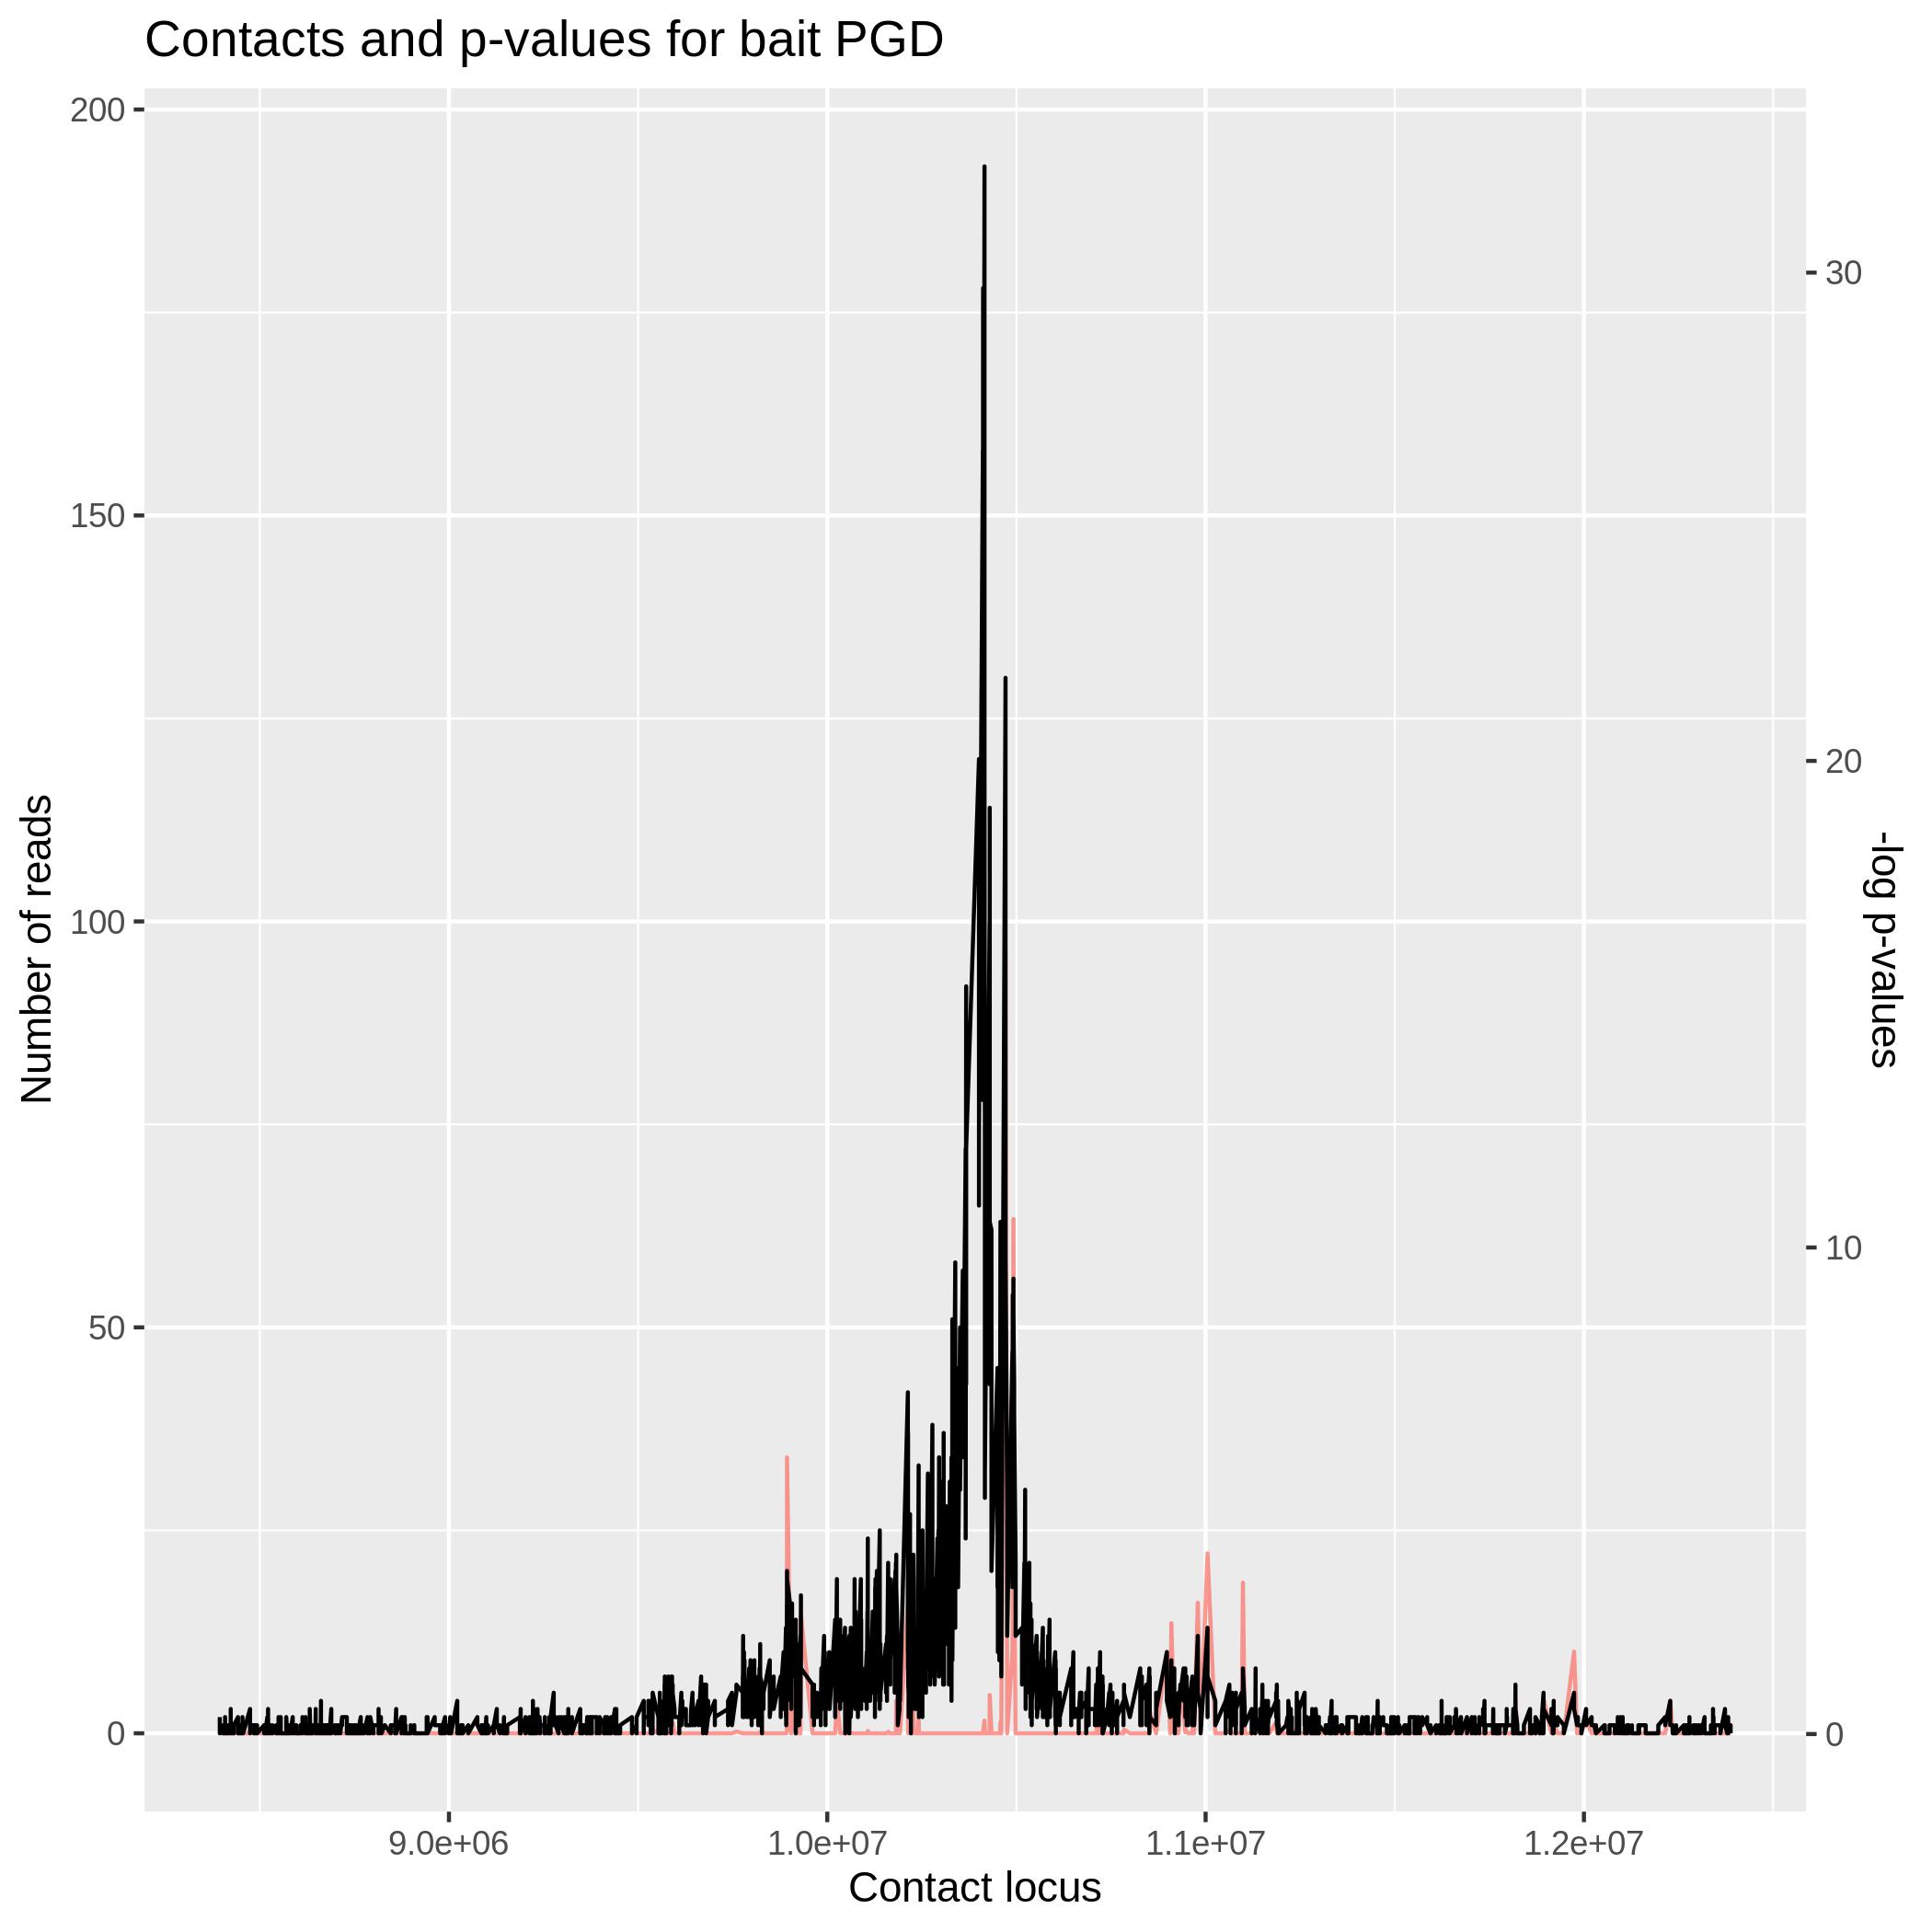 Contacts and p-values for bait PGD
200
150
100
50
0
Number of reads
30
20
10
0
-log p-values
9.0e+06
1.0e+07
1.1e+07
1.2e+07
Contact locus